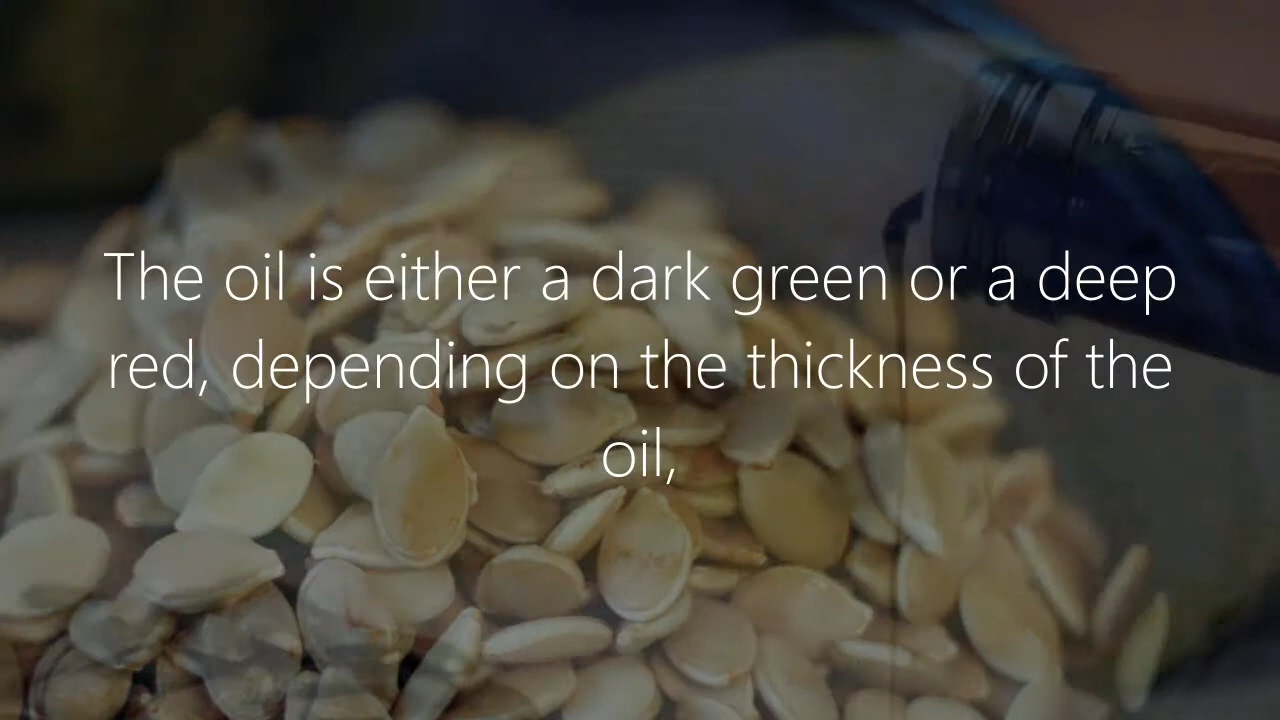 The oil is either a dark green or a deep
red, depending on the thickness of the
oil,